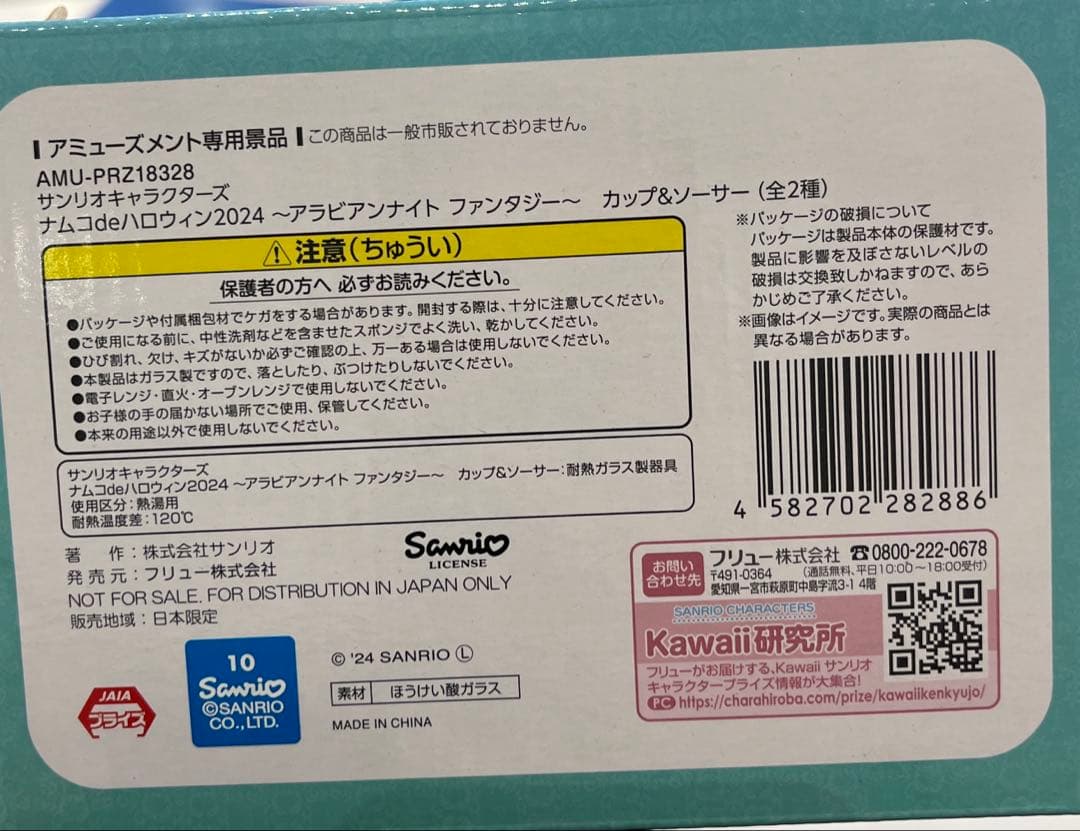 アミューズメント専用景品 この商品は一般市販されておりません。
AMU-PRZ18328
サンリオキャラクターズ
ナムコdeハロウィン2024 ～アラビアンナイト ファンタジー～ カップ&ソーサー (全2種)
⚠注意(ちゅうい)
保護者の方へ 必ずお読みください。
●パッケージや付属梱包材でケガをする場合があります。開封する際は、十分に注意してください。
●ご使用になる前に、中性洗剤などを含ませたスポンジでよく洗い、乾かしてください。
●ひび割れ、欠け、キズがないか必ずご確認の上、万一ある場合は使用しないでください。
●本製品はガラス製ですので、落としたり、ぶつけたりしないでください。
●電子レンジ・直火・オーブンレンジで使用しないでください。
●お子様の手の届かない場所でご使用、保管してください。
●本来の用途以外で使用しないでください。
※パッケージの破損について
パッケージは製品本体の保護材です。
製品に影響を及ぼさないレベルの
破損は交換致しかねますので、あら
かじめご了承ください。
※画像はイメージです。実際の商品とは
異なる場合があります。
4 582702 282886
サンリオキャラクターズ
ナムコdeハロウィン2024 ～アラビアンナイト ファンタジー～ カップ&ソーサー:耐熱ガラス製器具
使用区分:熱湯用
耐熱温度差:120℃
著 作:株式会社サンリオ
発売元:フリュー株式会社
NOT FOR SALE. FOR DISTRIBUTION IN JAPAN ONLY
販売地域:日本限定
Sanrio
LICENSE
JAIA
プライズ
10
Sanrio
©SANRIO
CO.,LTD.
© '24 SANRIO Ⓛ
素材 ほうけい酸ガラス
MADE IN CHINA
お問い
合わせ先
フリュー株式会社 ☎0800-222-0678
〒491-0364 (通話無料、平日10:00～18:00受付)
愛知県一宮市萩原町中島字流3-1 4階
SANRIO CHARACTERS
Kawaii研究所
フリューがお届けする、Kawaii サンリオ
キャラクタープライズ情報が大集合!
PC https://charahiroba.com/prize/kawaiikenkyujo/